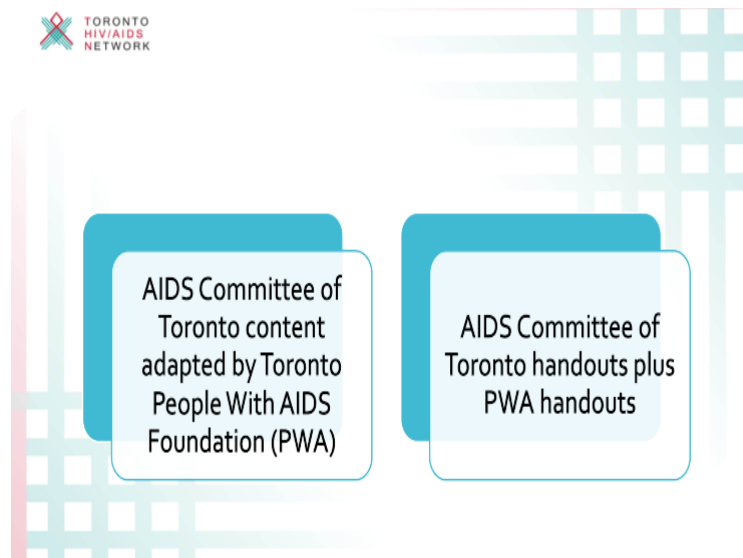 TORONTO
HIV/AIDS
NETWORK
AIDS Committee of
Toronto content
adapted by Toronto
People With AIDS
Foundation (PWA)
AIDS Committee of
Toronto handouts plus
PWA handouts